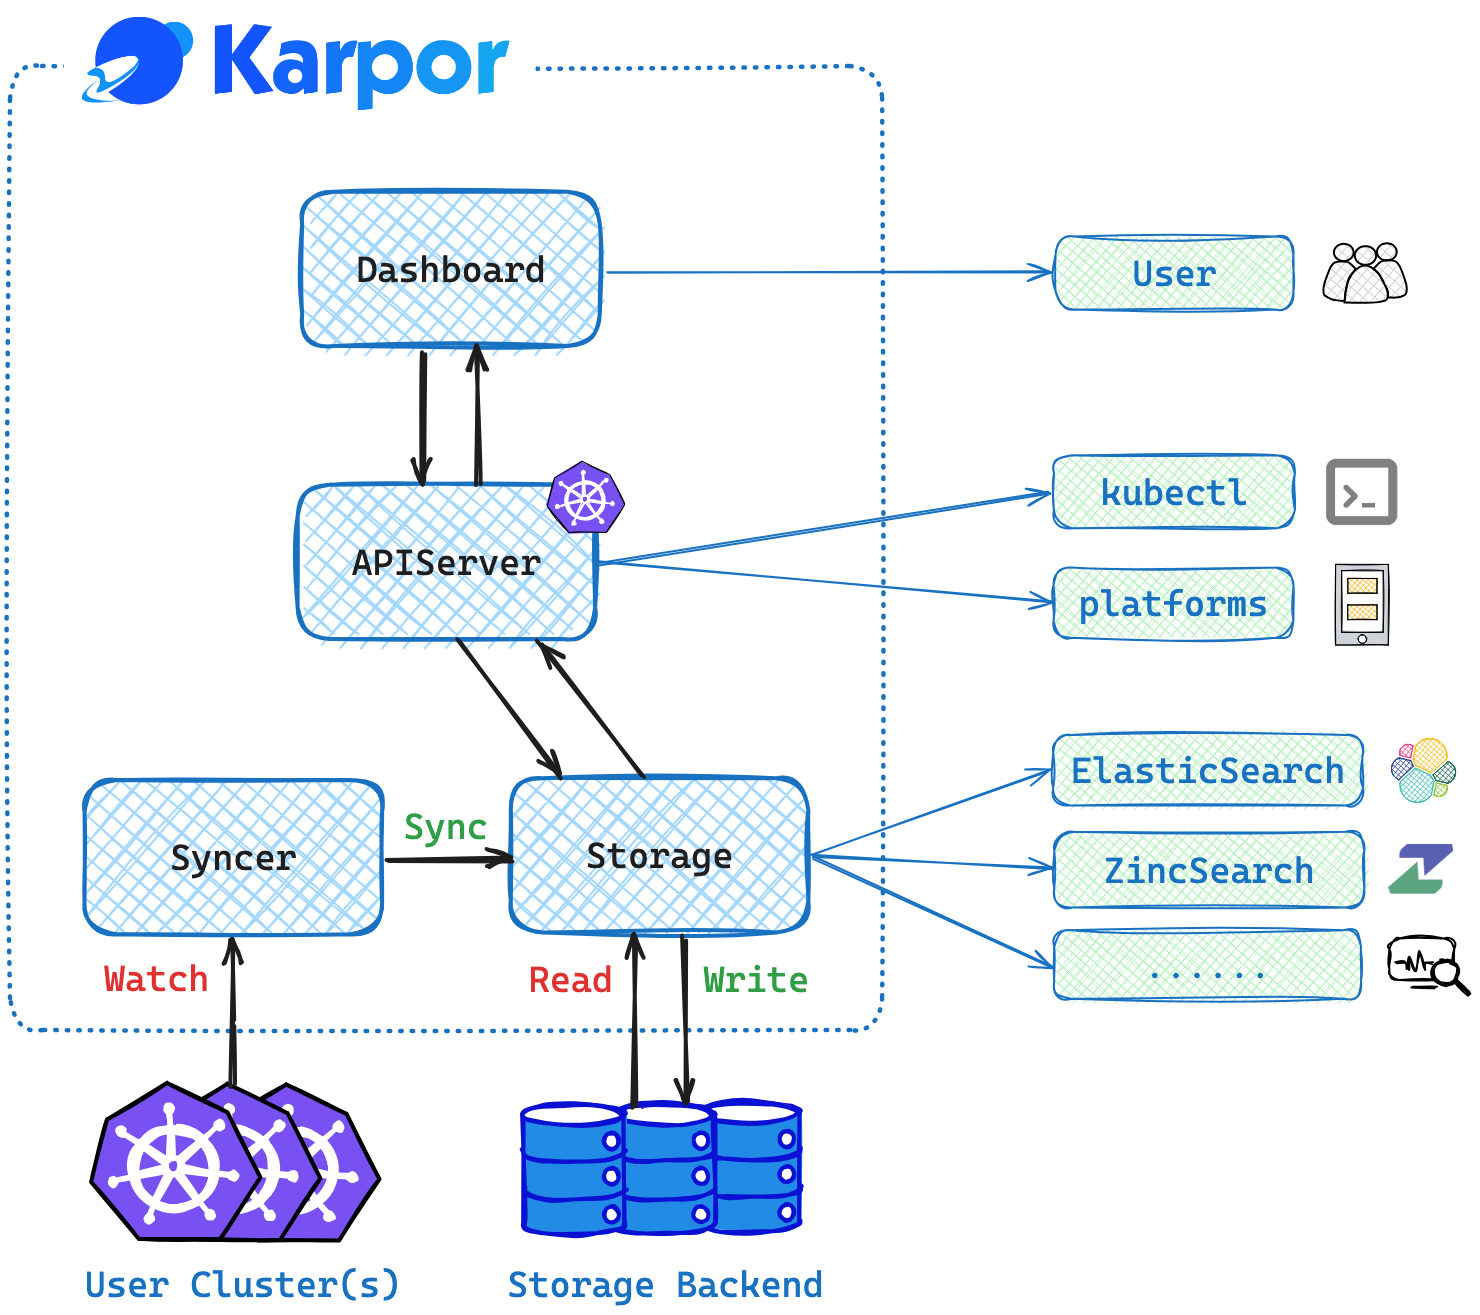 Karpor
Dashboard
User
APIServer
kubectl
platforms
Syncer
Sync
Storage
ElasticSearch
ZincSearch
......
Watch
Read
Write
User Cluster(s)
Storage Backend